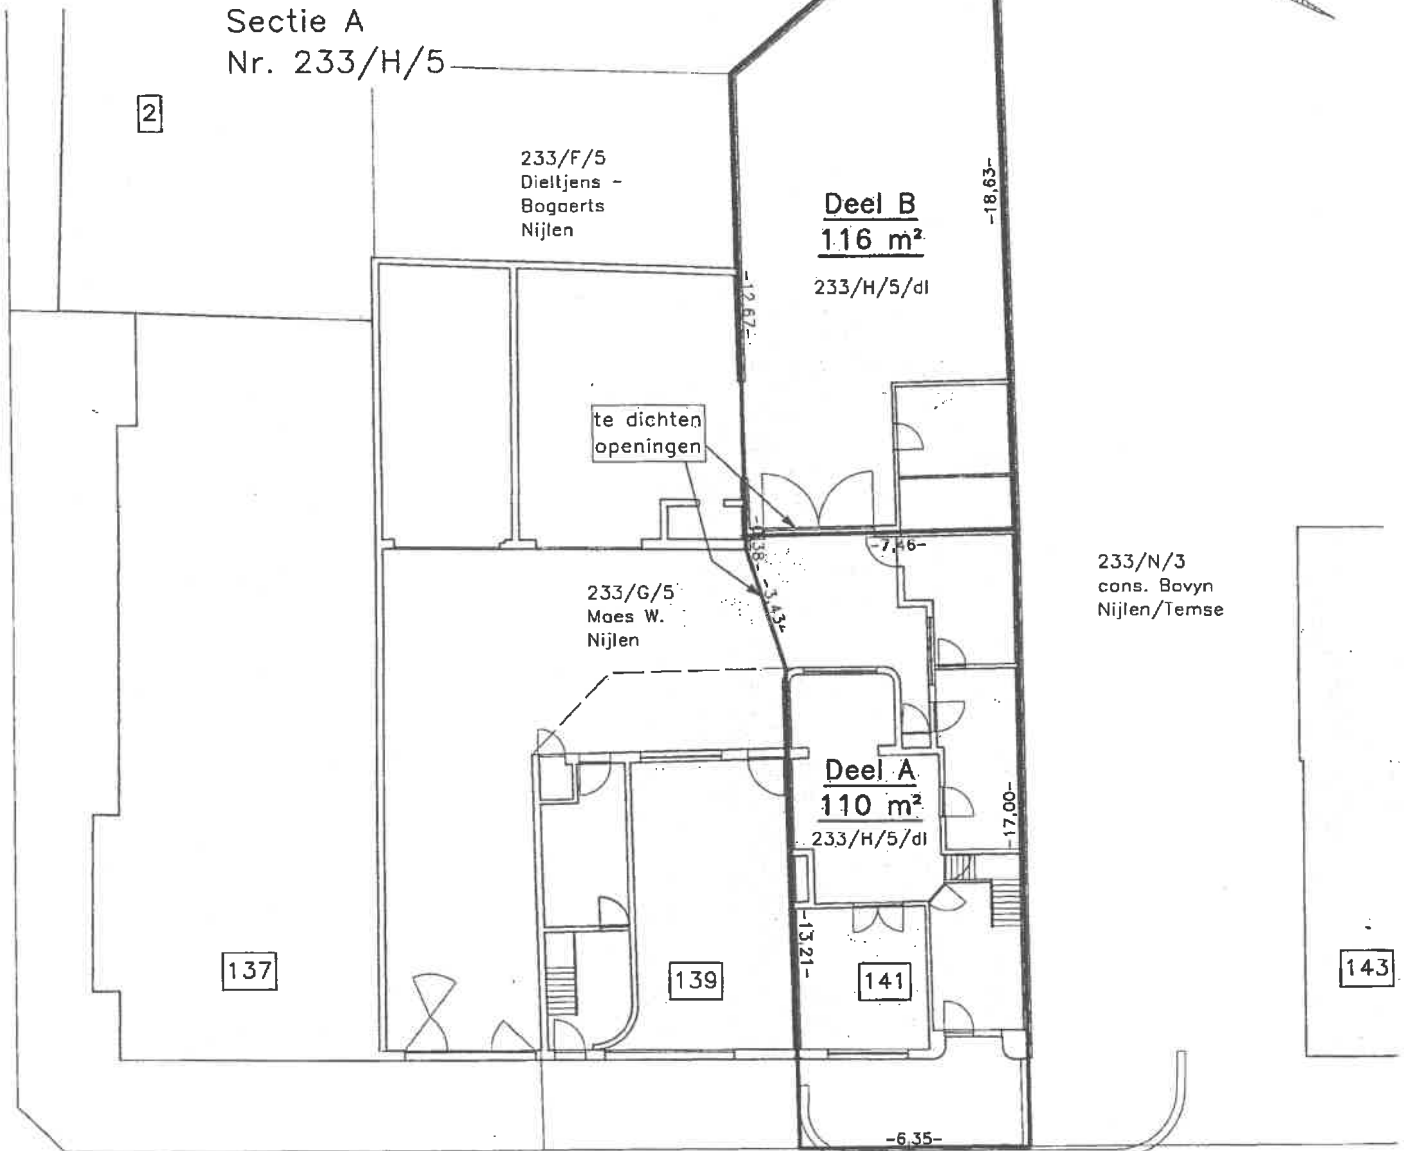 Sectie A
Nr. 233/H/5
2
233/F/5
Dieltjens -
Bogaerts
Nijlen
Deel B
116 m²
233/H/5/dl
-18,63-
-12,67-
te dichten
openingen
-7,46-
-3,43-
233/G/5
Maes W.
Nijlen
233/N/3
cons. Bovyn
Nijlen/Temse
Deel A
110 m²
233/H/5/dl
-17,00-
-13,21-
137
139
141
143
-6,35-